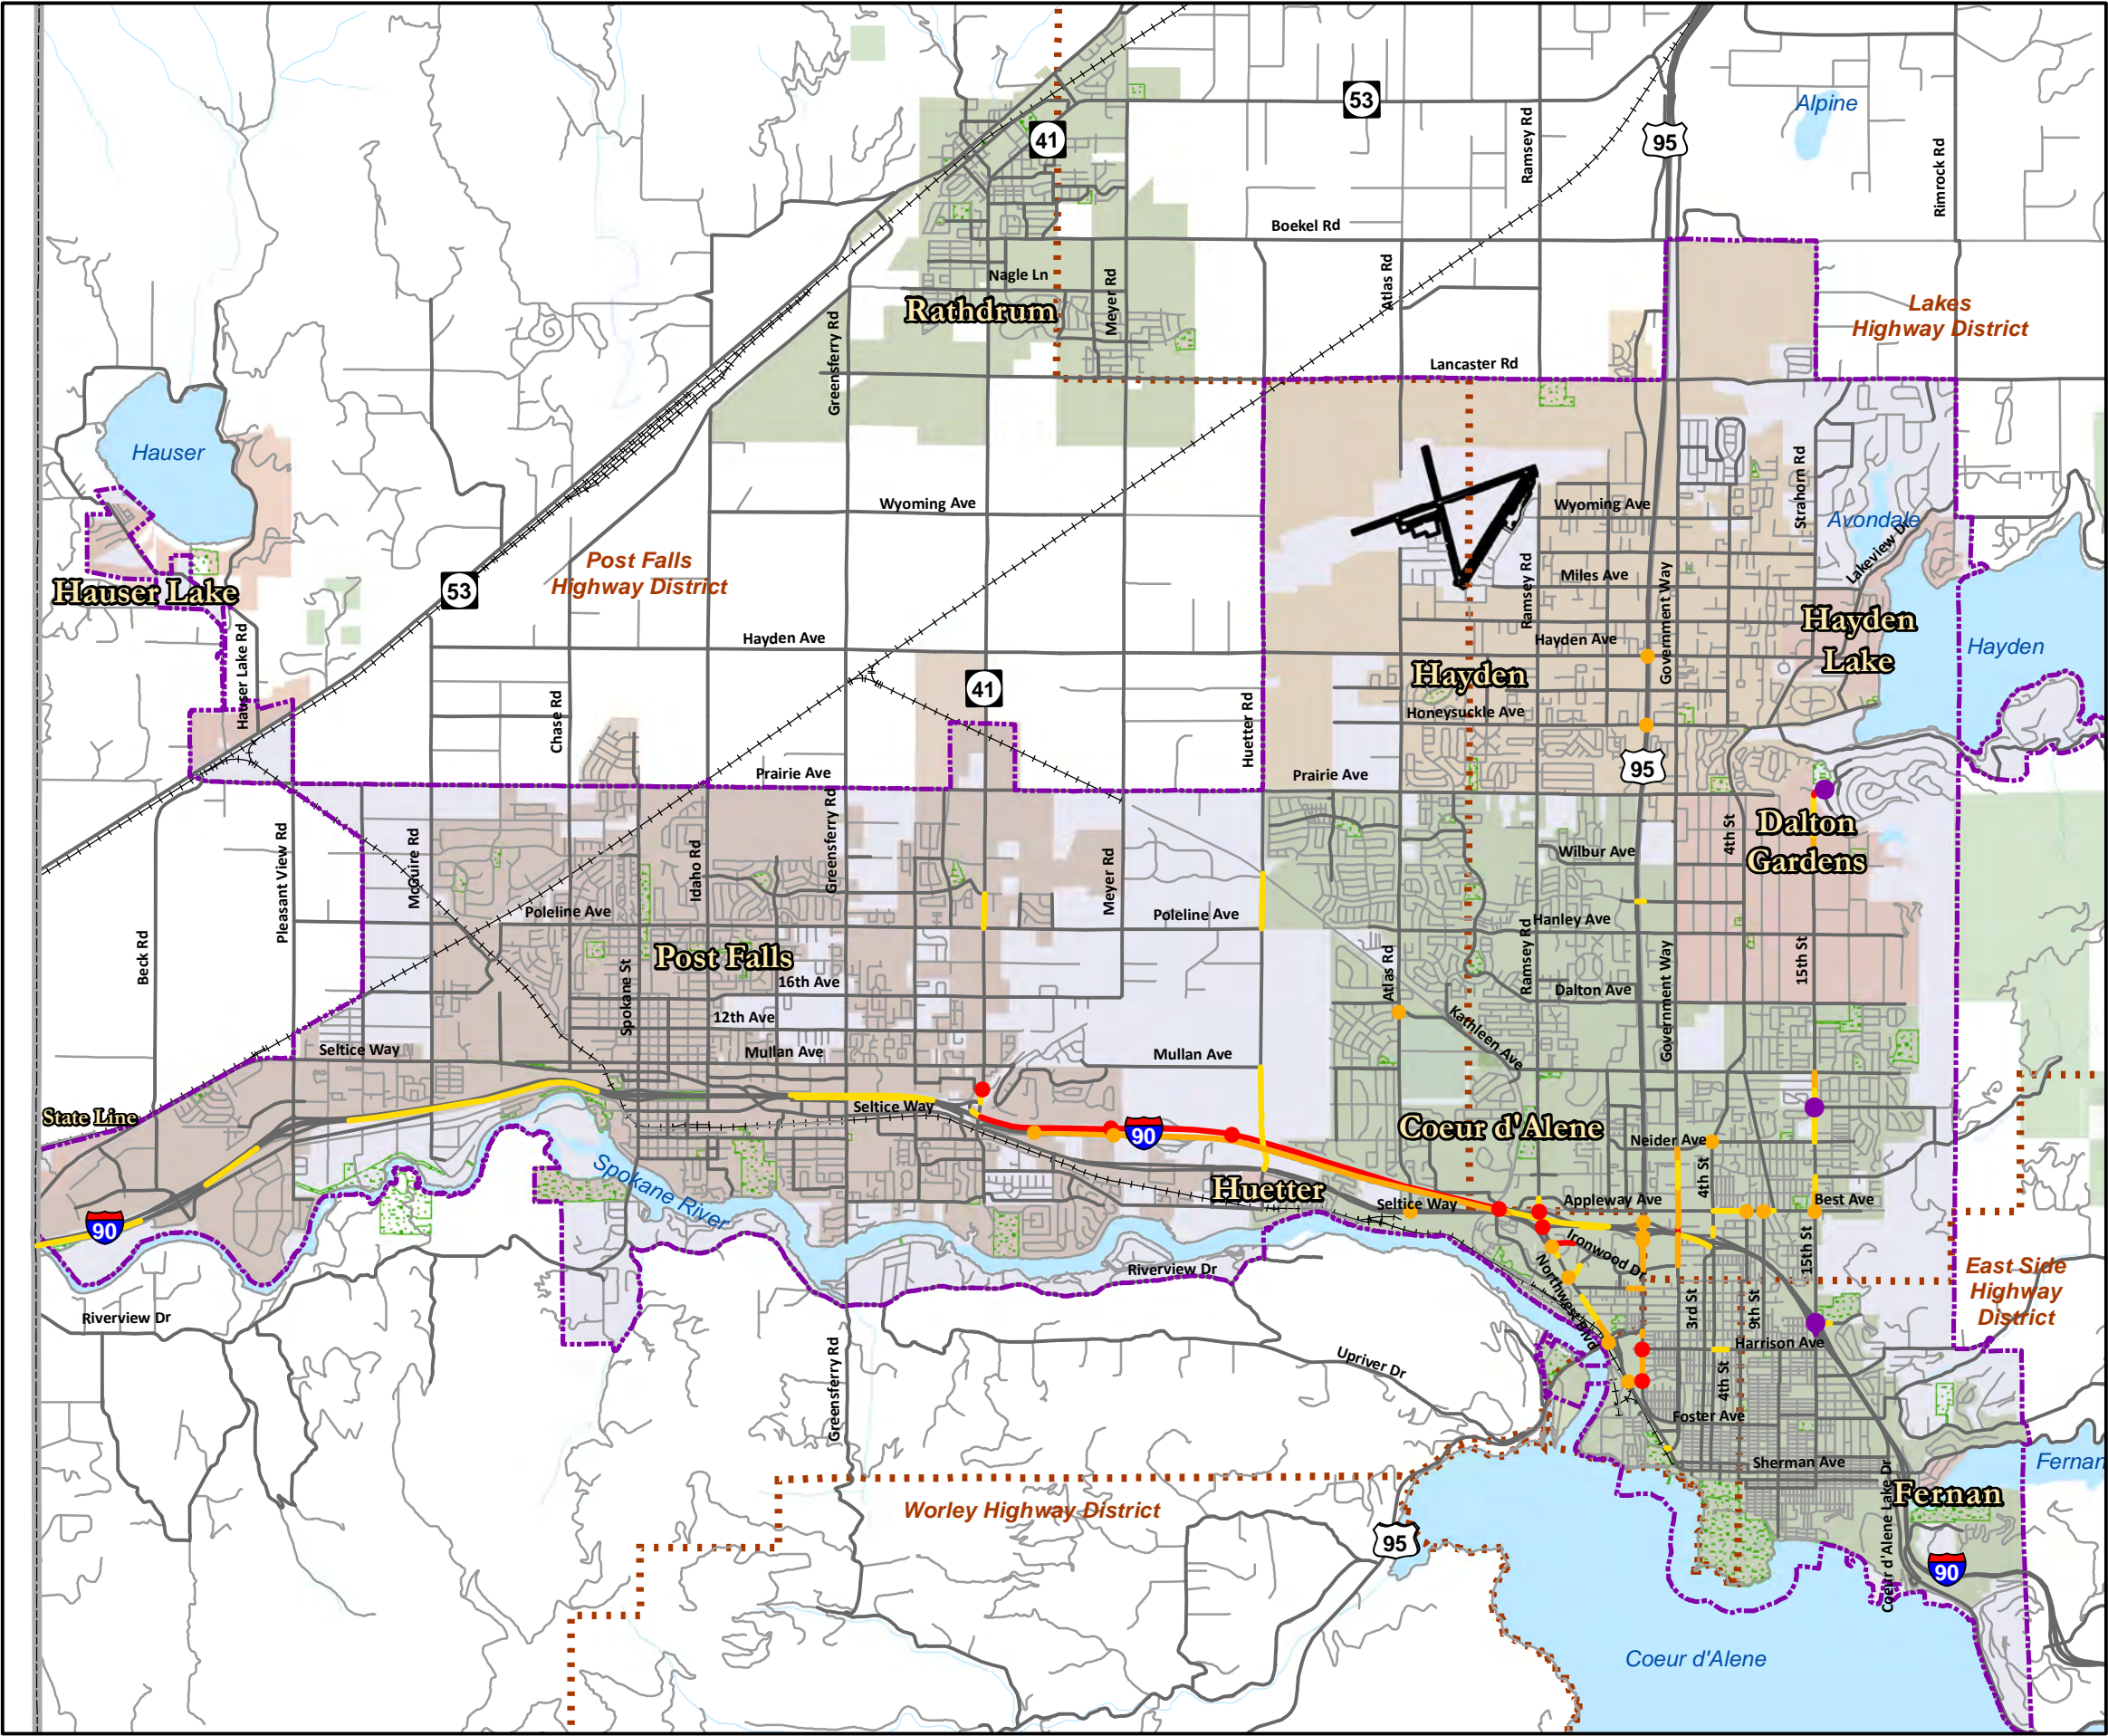 53
Alpine
41
95
Ramsey Rd
Rimrock Rd
Boekel Rd
Nagle Ln
Meyer Rd
Atlas Rd
Rathdrum
Greensferry Rd
Lakes
Highway District
Lancaster Rd
Hauser
Wyoming Ave
Wyoming Ave
Strahorn Rd
Avondale
Lakeview Dr
Post Falls
Highway District
53
Hauser Lake
Miles Ave
Ramsey Rd
Government Way
Hayden
Lake
Hayden Ave
Hayden Ave
Hayden
Hauser Lake Rd
41
Hayden
Chase Rd
Huetter Rd
Honeysuckle Ave
95
Prairie Ave
Prairie Ave
Greensferry Rd
4th St
Dalton
Gardens
Pleasant View Rd
McGuire Rd
Idaho Rd
Meyer Rd
Wilbur Ave
Poleline Ave
Poleline Ave
Hanley Ave
Beck Rd
Post Falls
Spokane St
16th Ave
Atlas Rd
Ramsey Rd
Government Way
15th St
Dalton Ave
12th Ave
Kathleen Ave
Seltice Way
Mullan Ave
Mullan Ave
State Line
Seltice Way
90
Coeur d'Alene
Neider Ave
4th St
Spokane River
Huetter
Seltice Way
Appleway Ave
Best Ave
90
Ironwood Dr
15th St
Riverview Dr
Northwest Blvd
East Side
Highway
District
Riverview Dr
3rd St
9th St
Harrison Ave
Greensferry Rd
Upriver Dr
4th St
Foster Ave
Sherman Ave
Fernan
Worley Highway District
Fernan
95
Coeur d'Alene Lake Dr
90
Coeur d'Alene